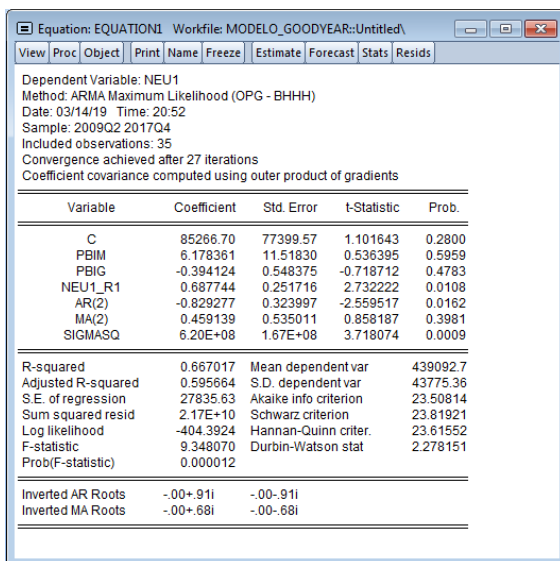 Equation: EQUATION1 Workfile: MODELO_GOODYEAR::Untitled\
View Proc Object Print Name Freeze Estimate Forecast Stats Resids
Dependent Variable: NEU1
Method: ARMA Maximum Likelihood (OPG - BHHH)
Date: 03/14/19 Time: 20:52
Sample: 2009Q2 2017Q4
Included observations: 35
Convergence achieved after 27 iterations
Coefficient covariance computed using outer product of gradients
Variable Coefficient Std. Error t-Statistic Prob.
C 85266.70 77399.57 1.101643 0.2800
PBIM 6.178361 11.51830 0.536395 0.5959
PBIG -0.394124 0.548375 -0.718712 0.4783
NEU1_R1 0.687744 0.251716 2.732222 0.0108
AR(2) -0.829277 0.323997 -2.559517 0.0162
MA(2) 0.459139 0.535011 0.858187 0.3981
SIGMASQ 6.20E+08 1.67E+08 3.718074 0.0009
R-squared 0.667017 Mean dependent var 439092.7
Adjusted R-squared 0.595664 S.D. dependent var 43775.36
S.E. of regression 27835.63 Akaike info criterion 23.50814
Sum squared resid 2.17E+10 Schwarz criterion 23.81921
Log likelihood -404.3924 Hannan-Quinn criter. 23.61552
F-statistic 9.348070 Durbin-Watson stat 2.278151
Prob(F-statistic) 0.000012
Inverted AR Roots -.00+.91i -.00-.91i
Inverted MA Roots -.00+.68i -.00-.68i